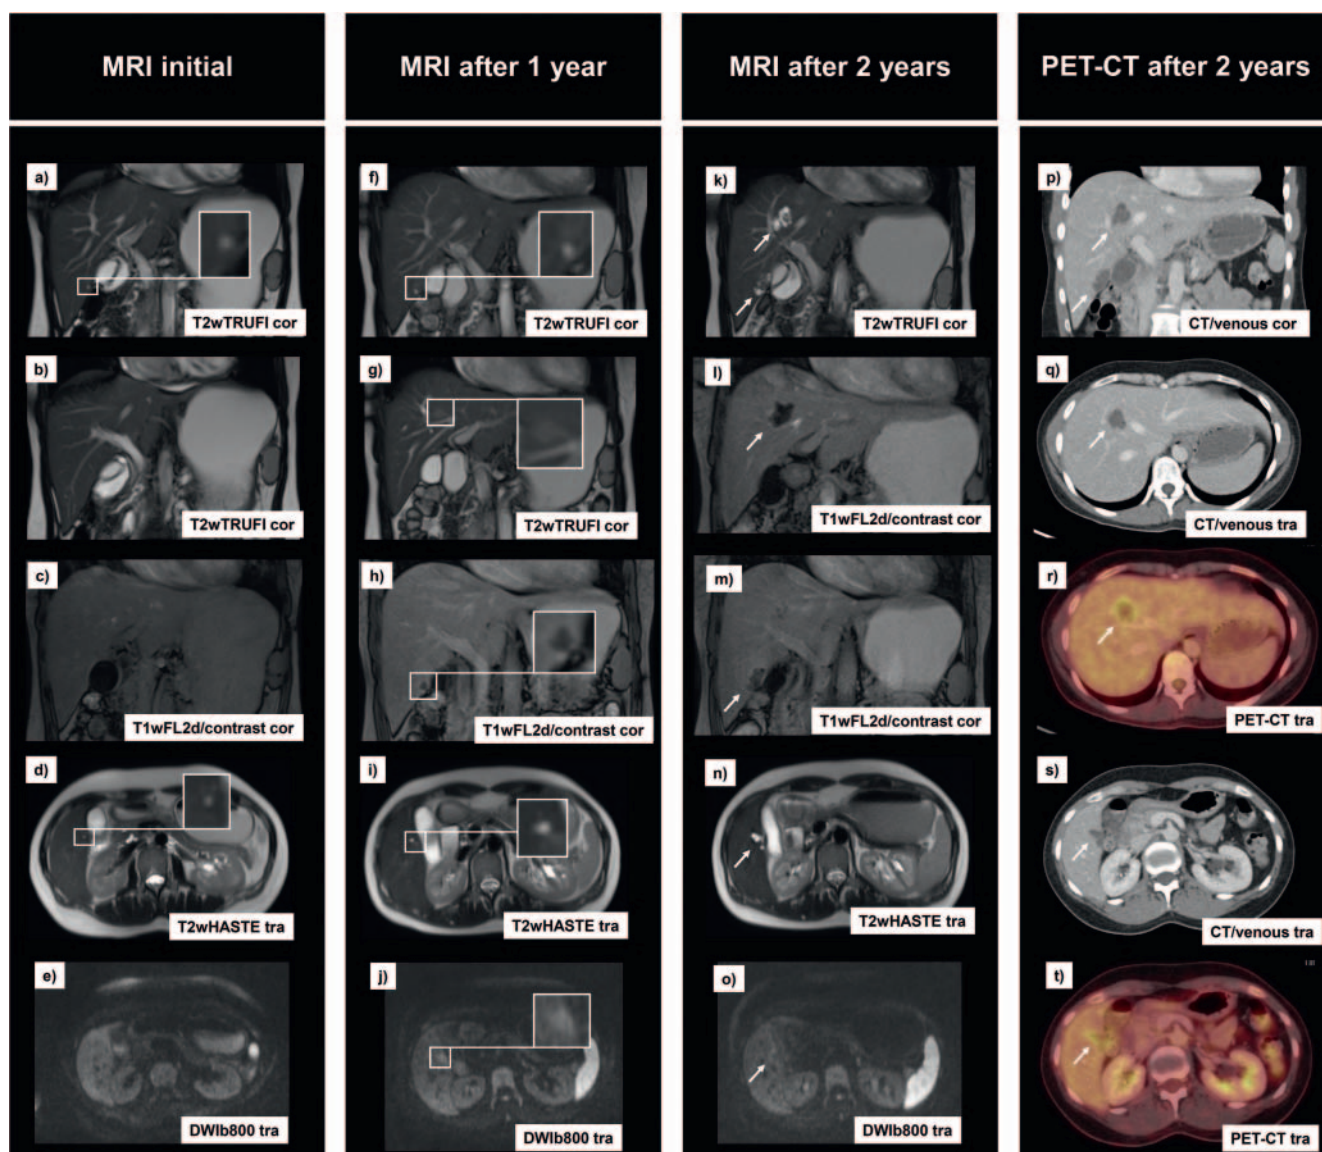 MRI initial
MRI after 1 year
MRI after 2 years
PET-CT after 2 years
a)
T2wTRUFI cor
f)
T2wTRUFI cor
k)
T2wTRUFI cor
p)
CT/venous cor
b)
T2wTRUFI cor
g)
T2wTRUFI cor
l)
T1wFL2d/contrast cor
q)
CT/venous tra
c)
T1wFL2d/contrast cor
h)
T1wFL2d/contrast cor
m)
T1wFL2d/contrast cor
r)
PET-CT tra
d)
T2wHASTE tra
i)
T2wHASTE tra
n)
T2wHASTE tra
s)
CT/venous tra
e)
DWIb800 tra
j)
DWIb800 tra
o)
DWIb800 tra
t)
PET-CT tra